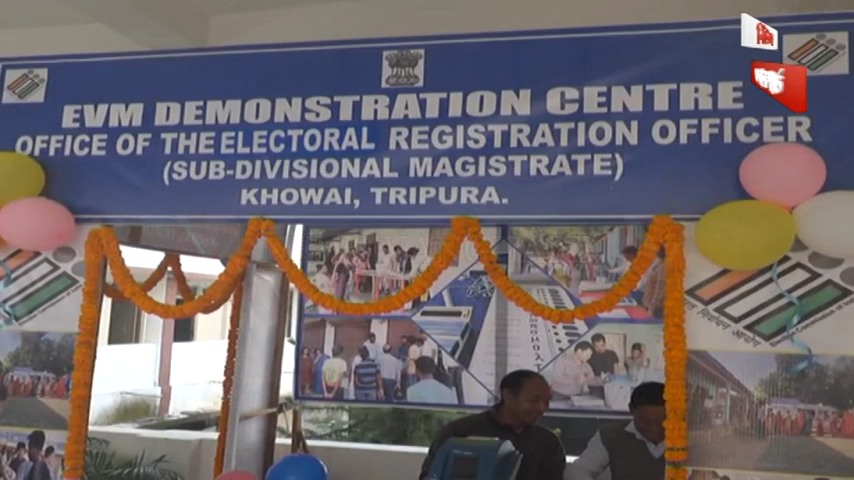 EVM DEMONSTRATION CENTRE
OFFICE OF THE ELECTORAL REGISTRATION OFFICER
(SUB-DIVISIONAL MAGISTRATE)
KHOWAI, TRIPURA.